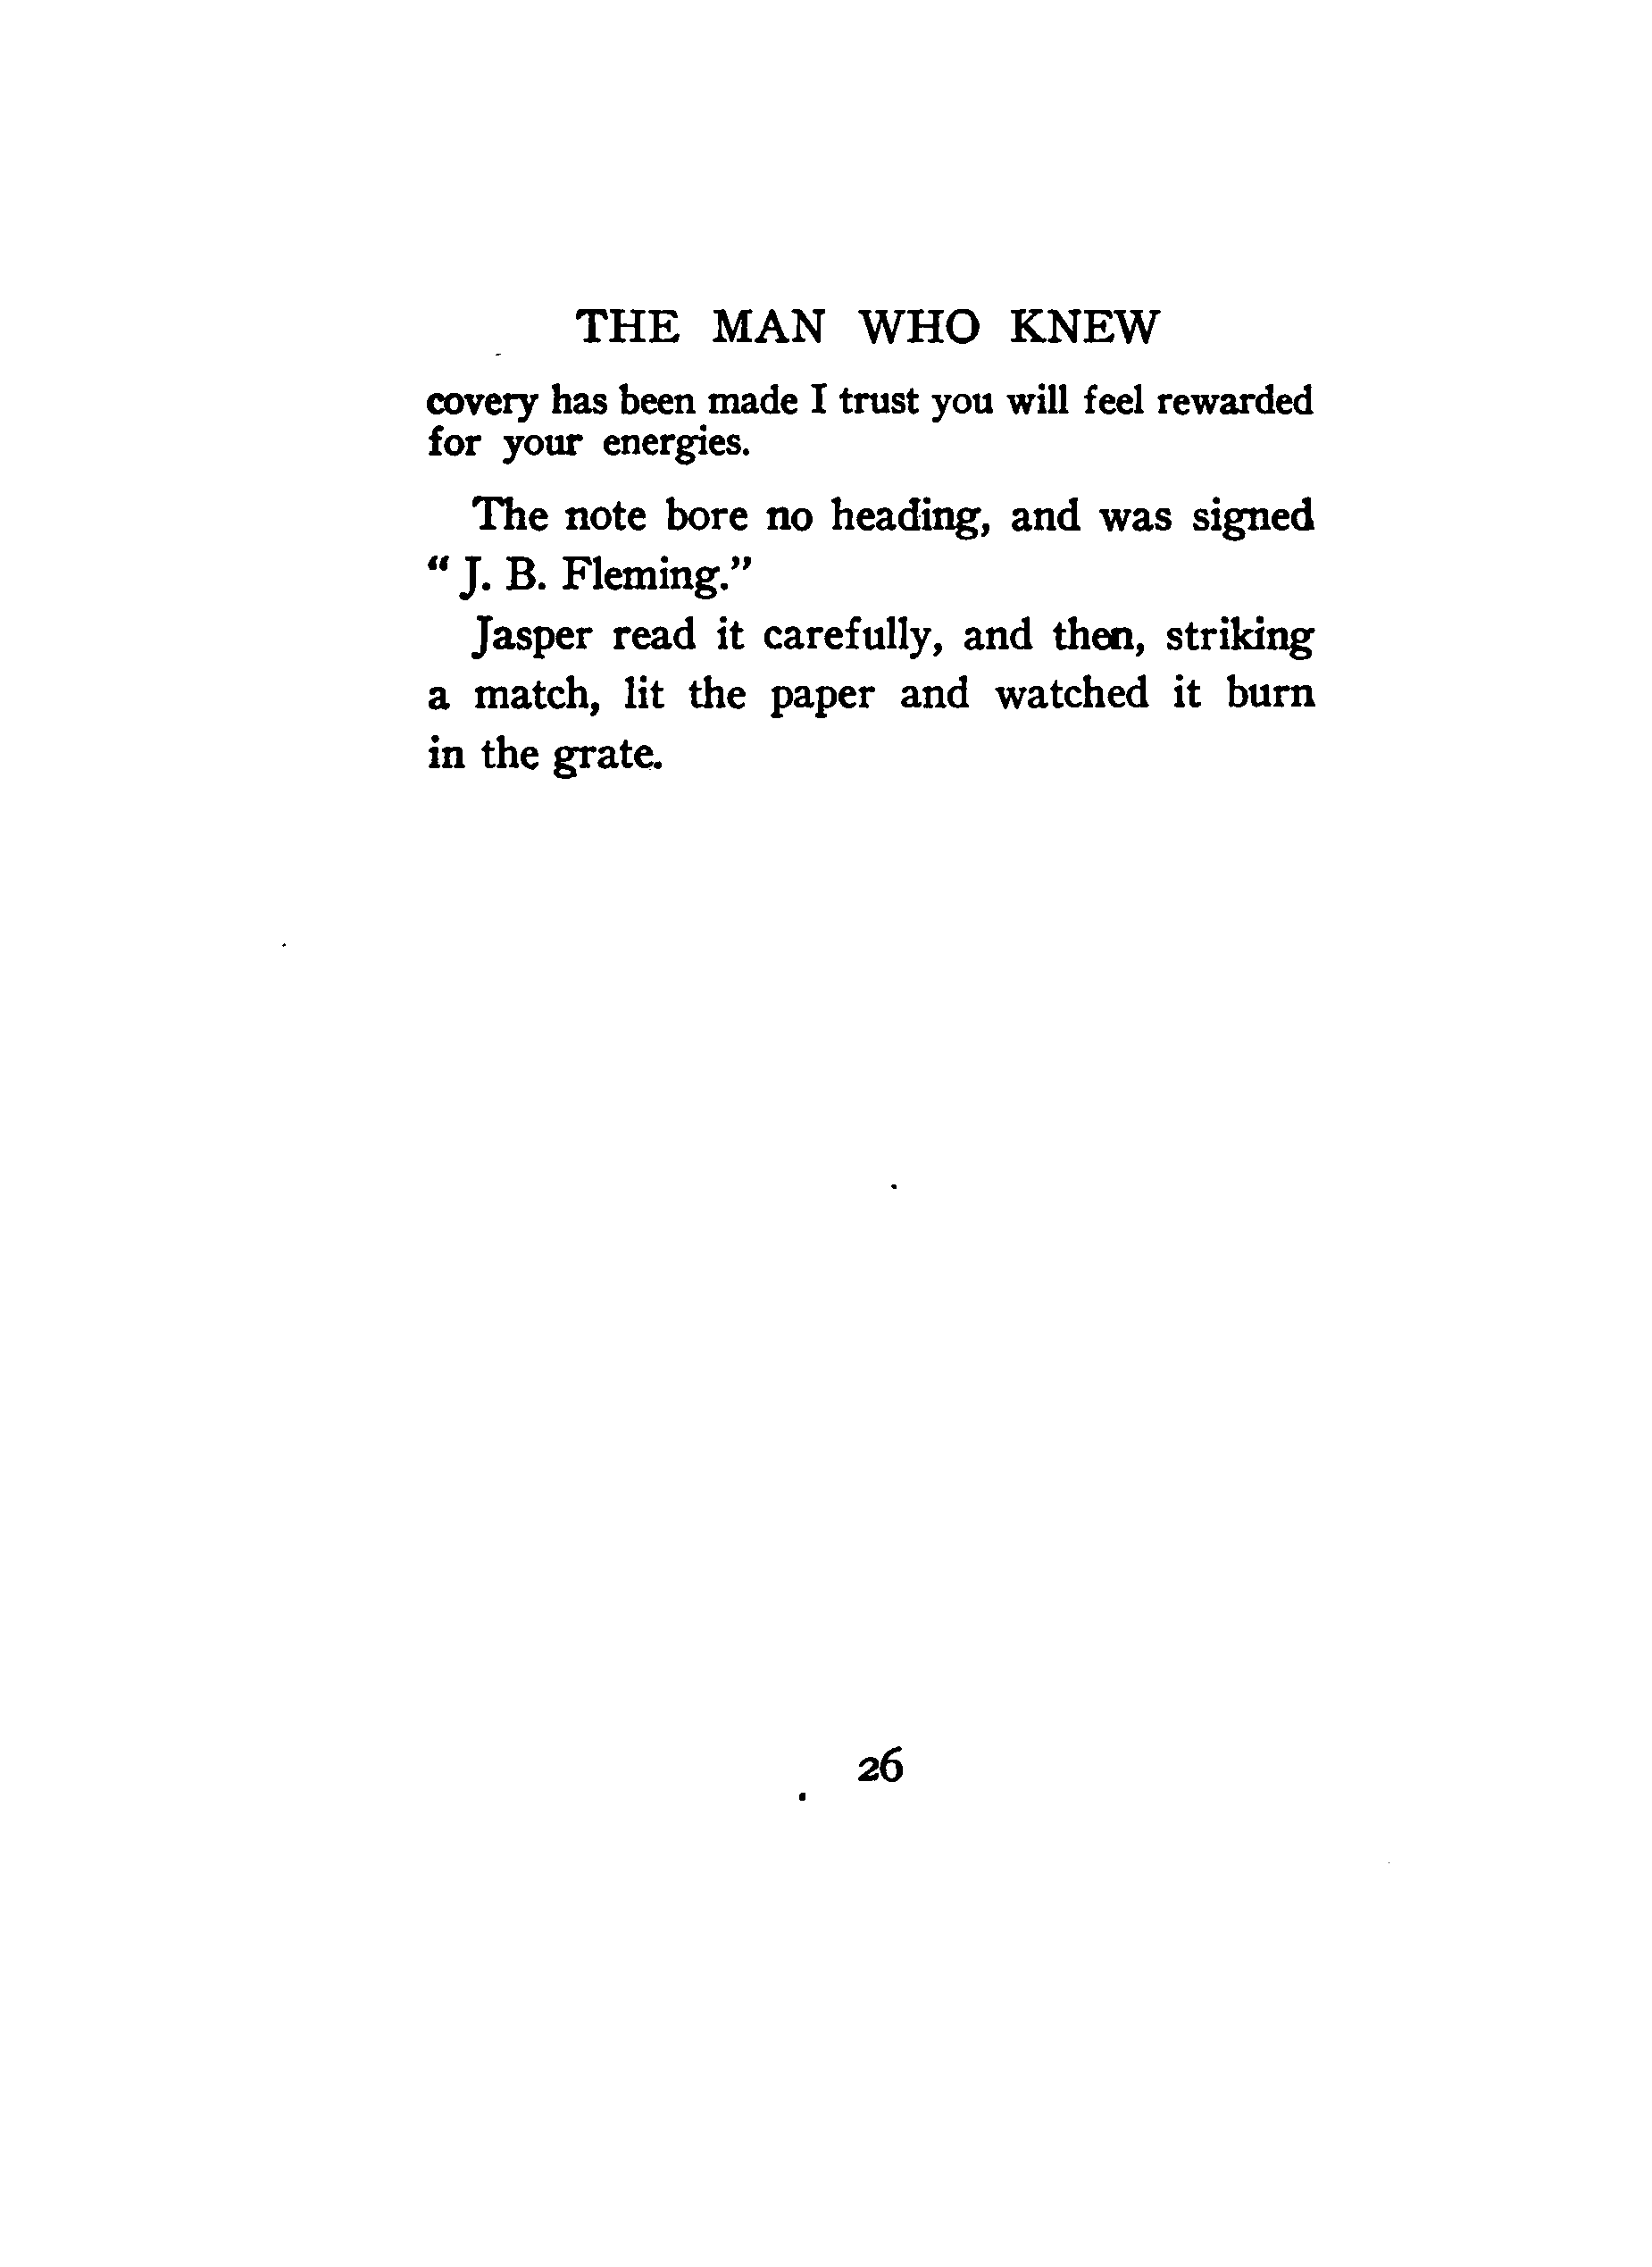 THE MAN WHO KNEW
covery has been made I trust you will feel rewarded
for your energies.
The note bore no heading, and was signed
“ J. B. Fleming.”
Jasper read it carefully, and then, striking
a match, lit the paper and watched it burn
in the grate.
26